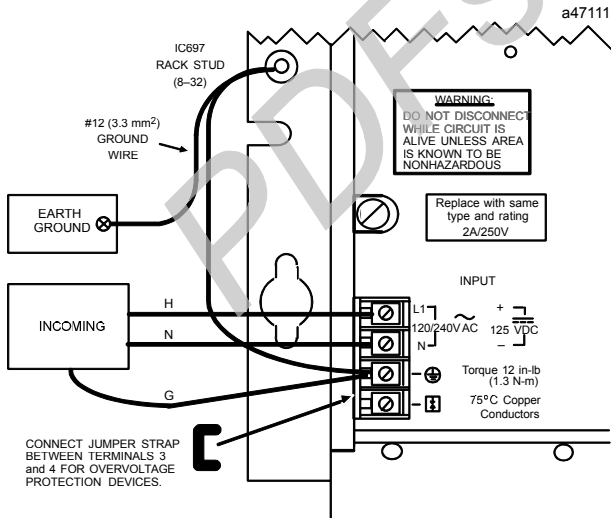 a47111
IC697
RACK STUD
(8–32)
#12 (3.3 mm²)
GROUND
WIRE
WARNING:
DO NOT DISCONNECT
WHILE CIRCUIT IS
ALIVE UNLESS AREA
IS KNOWN TO BE
NONHAZARDOUS
EARTH
GROUND
Replace with same
type and rating
2A/250V
INPUT
INCOMING
H
N
G
L1
120/240V AC
N
+
125 VDC
–
Torque 12 in-lb
(1.3 N-m)
75°C Copper
Conductors
CONNECT JUMPER STRAP
BETWEEN TERMINALS 3
and 4 FOR OVERVOLTAGE
PROTECTION DEVICES.